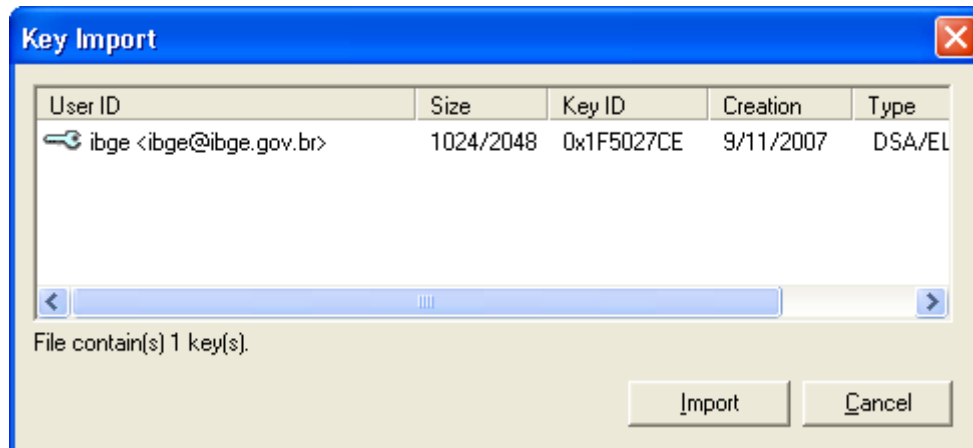 Key Import
User ID Size Key ID Creation Type
ibge <ibge@ibge.gov.br> 1024/2048 0x1F5027CE 9/11/2007 DSA/EL
File contain(s) 1 key(s).
Import Cancel